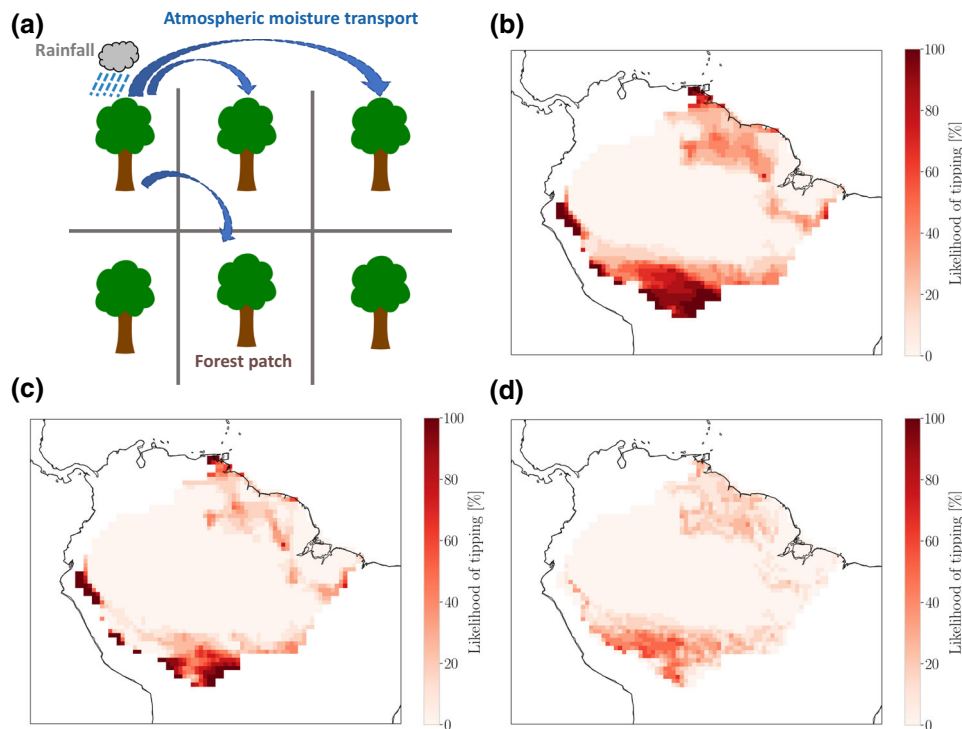 (a)
Atmospheric moisture transport
Rainfall
Forest patch
(b)
100
80
60
40
20
0
Likelihood of tipping [%]
(c)
100
80
60
40
20
0
Likelihood of tipping [%]
(d)
100
80
60
40
20
0
Likelihood of tipping [%]